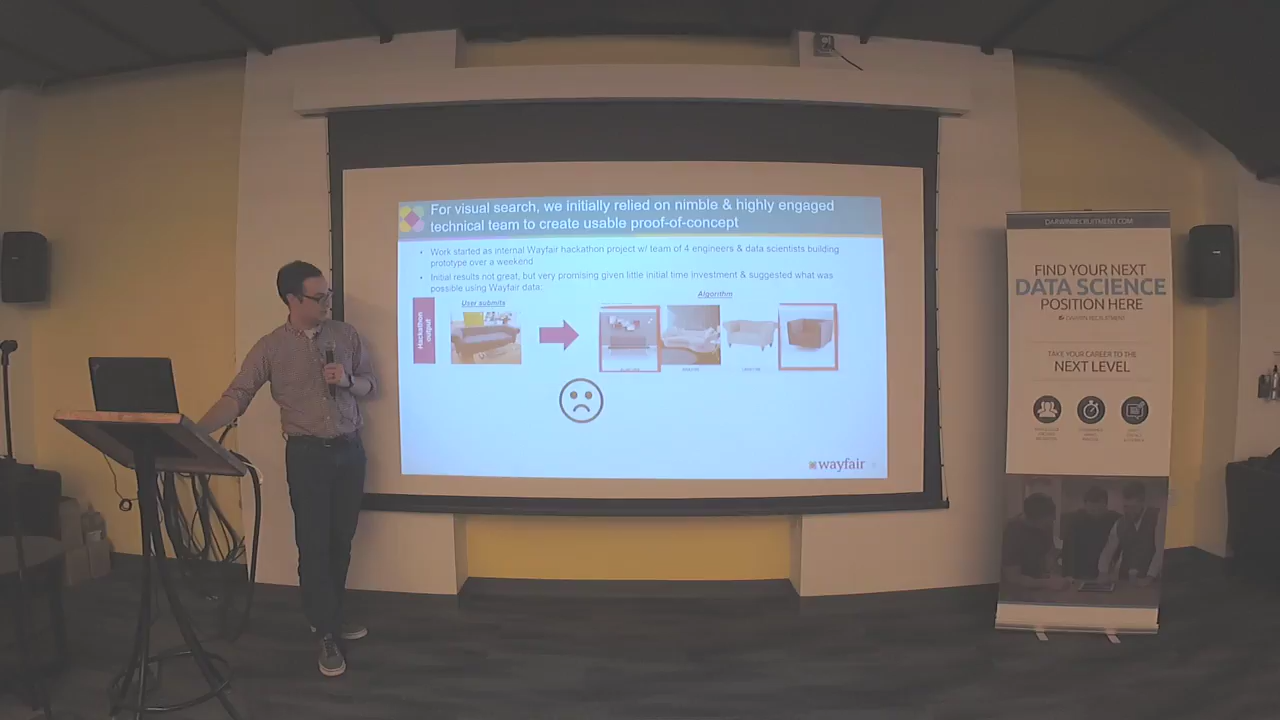 For visual search, we initially relied on nimble & highly engaged
technical team to create usable proof-of-concept
• Work started as internal Wayfair hackathon project w/ team of 4 engineers & data scientists building
prototype over a weekend
• Initial results not great, but very promising given little initial time investment & suggested what was
possible using Wayfair data:
Hackathon
output
User submits
Algorithm
wayfair
DARWINRECRUITMENT.COM
FIND YOUR NEXT
DATA SCIENCE
POSITION HERE
DARWIN RECRUITMENT
TAKE YOUR CAREER TO THE
NEXT LEVEL